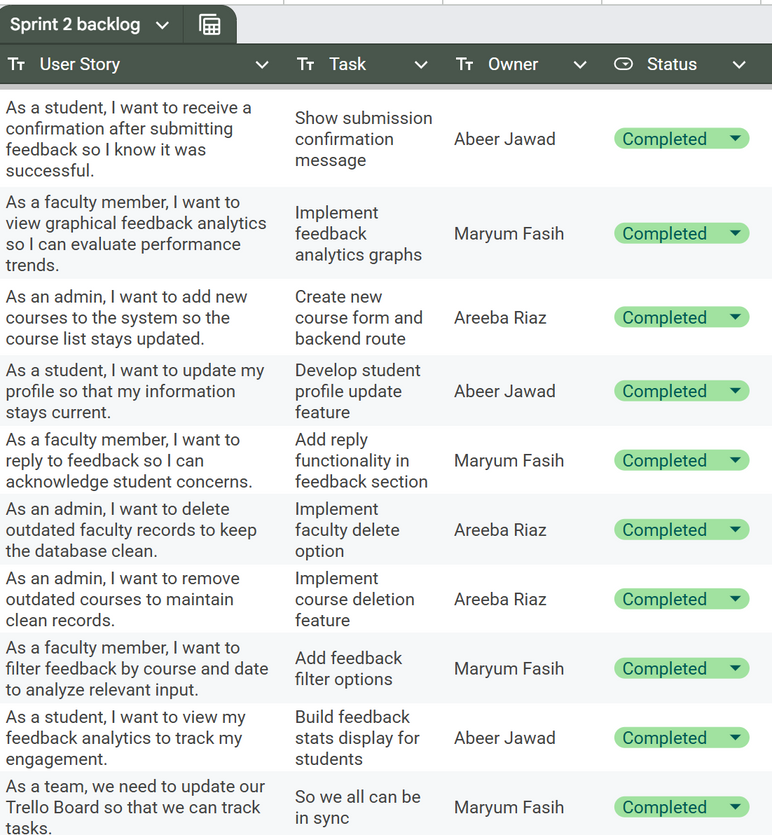 Sprint 2 backlog
Tт User Story Tт Task Tт Owner Status
As a student, I want to receive a
confirmation after submitting
feedback so I know it was
successful.
Show submission
confirmation
message
Abeer Jawad
Completed
As a faculty member, I want to
view graphical feedback analytics
so I can evaluate performance
trends.
Implement
feedback
analytics graphs
Maryum Fasih
Completed
As an admin, I want to add new
courses to the system so the
course list stays updated.
Create new
course form and
backend route
Areeba Riaz
Completed
As a student, I want to update my
profile so that my information
stays current.
Develop student
profile update
feature
Abeer Jawad
Completed
As a faculty member, I want to
reply to feedback so I can
acknowledge student concerns.
Add reply
functionality in
feedback section
Maryum Fasih
Completed
As an admin, I want to delete
outdated faculty records to keep
the database clean.
Implement
faculty delete
option
Areeba Riaz
Completed
As an admin, I want to remove
outdated courses to maintain
clean records.
Implement
course deletion
feature
Areeba Riaz
Completed
As a faculty member, I want to
filter feedback by course and date
to analyze relevant input.
Add feedback
filter options
Maryum Fasih
Completed
As a student, I want to view my
feedback analytics to track my
engagement.
Build feedback
stats display for
students
Abeer Jawad
Completed
As a team, we need to update our
Trello Board so that we can track
tasks.
So we all can be
in sync
Maryum Fasih
Completed